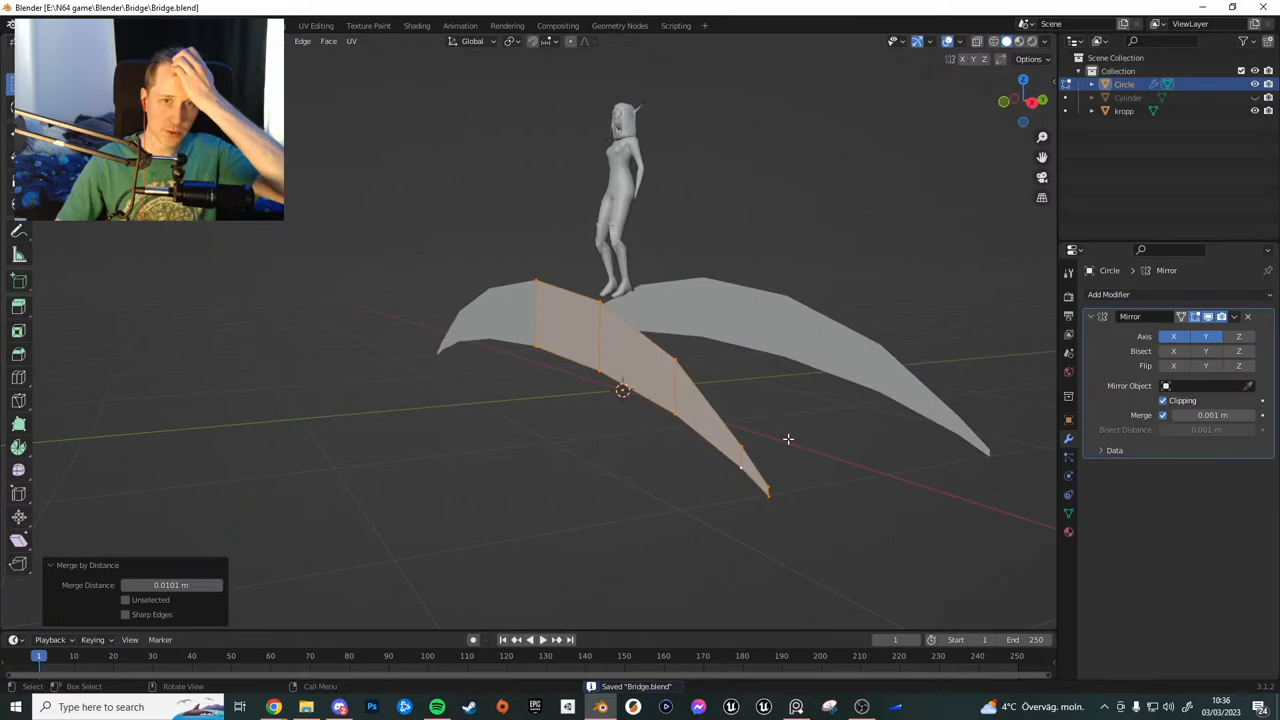 Blender [E:\N64 game\Blender\Bridge\Bridge.blend]
UV Editing Texture Paint Shading Animation Rendering Compositing Geometry Nodes Scripting +
Scene ViewLayer
Edge Face UV Global
X Y Z Options
Scene Collection
Collection
Circle
Cylinder
kropp
Circle Mirror
Add Modifier
Mirror
Axis X Y Z
Bisect X Y Z
Flip X Y Z
Mirror Object
Clipping
Merge 0.001 m
Bisect Distance 0.001 m
Data
Merge by Distance
Merge Distance 0.0101 m
Unselected
Sharp Edges
Playback Keying View Marker 1 Start 1 End 250
1 10 20 30 40 50 60 70 80 90 100 110 120 130 140 150 160 170 180 190 200 210 220 230 240 250
Select Box Select Rotate View Call Menu Saved "Bridge.blend" 3.1.2
Type here to search 4°C Överväg. moln. 10:36
03/03/2023